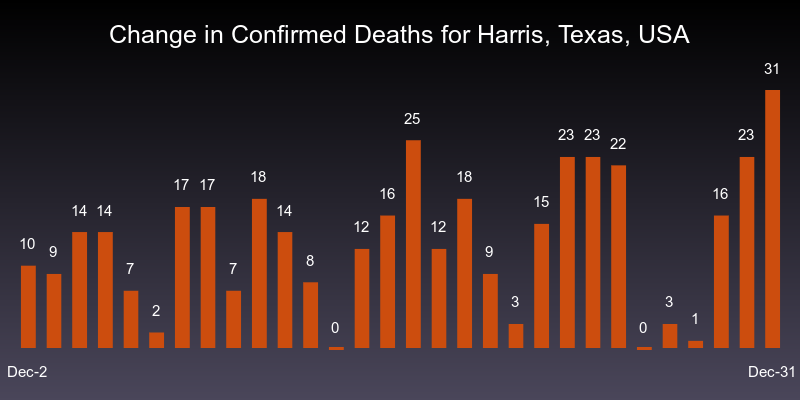 Change in Confirmed Deaths for Harris, Texas, USA
10 9 14 14 7 2 17 17 7 18 14 8 0 12 16 25 12 18 9 3 15 23 23 22 0 3 1 16 23 31
Dec-2 Dec-31